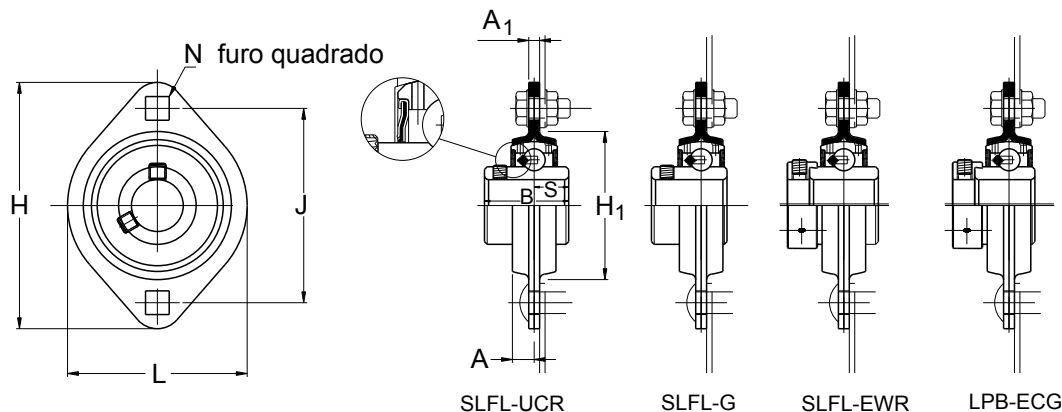 A1
N furo quadrado
H
J
L
B
S
H1
A
SLFL-UCR
SLFL-G
SLFL-EWR
LPB-ECG